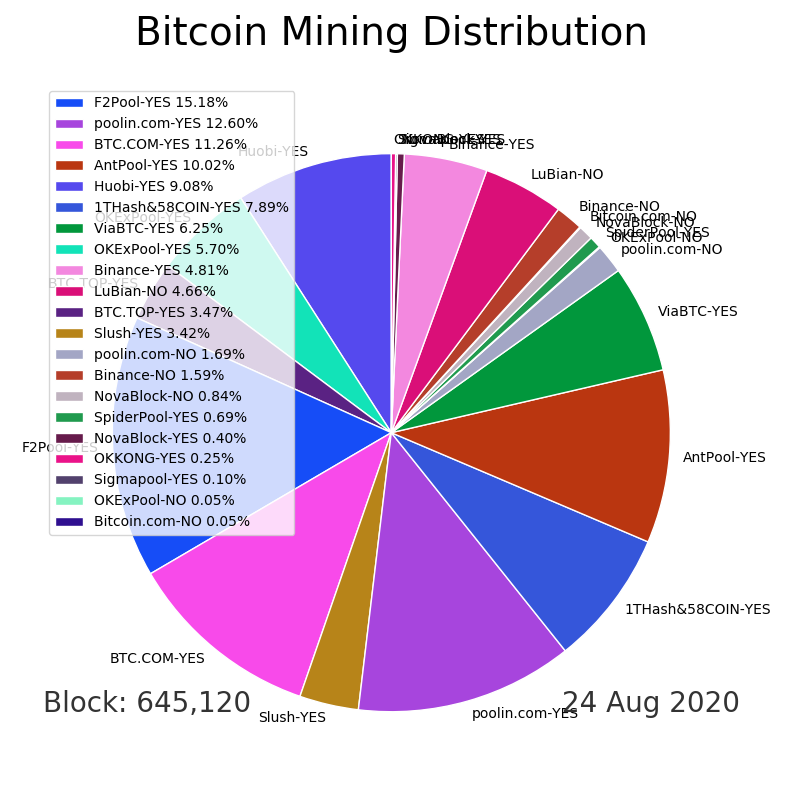 Bitcoin Mining Distribution
F2Pool-YES 15.18%
poolin.com-YES 12.60%
BTC.COM-YES 11.26%
AntPool-YES 10.02%
Huobi-YES 9.08%
1THash&58COIN-YES 7.89%
ViaBTC-YES 6.25%
OKExPool-YES 5.70%
Binance-YES 4.81%
LuBian-NO 4.66%
BTC.TOP-YES 3.47%
Slush-YES 3.42%
poolin.com-NO 1.69%
Binance-NO 1.59%
NovaBlock-NO 0.84%
SpiderPool-YES 0.69%
NovaBlock-YES 0.40%
OKKONG-YES 0.25%
Sigmapool-YES 0.10%
OKExPool-NO 0.05%
Bitcoin.com-NO 0.05%
Binance-YES
LuBian-NO
Binance-NO
Bitcoin.com-NO
NovaBlock-NO
SpiderPool-YES
OKExPool-NO
poolin.com-NO
ViaBTC-YES
AntPool-YES
1THash&58COIN-YES
poolin.com-YES
Slush-YES
BTC.COM-YES
F2Pool-YES
BTC.TOP-YES
OKExPool-YES
Huobi-YES
Block: 645,120
24 Aug 2020